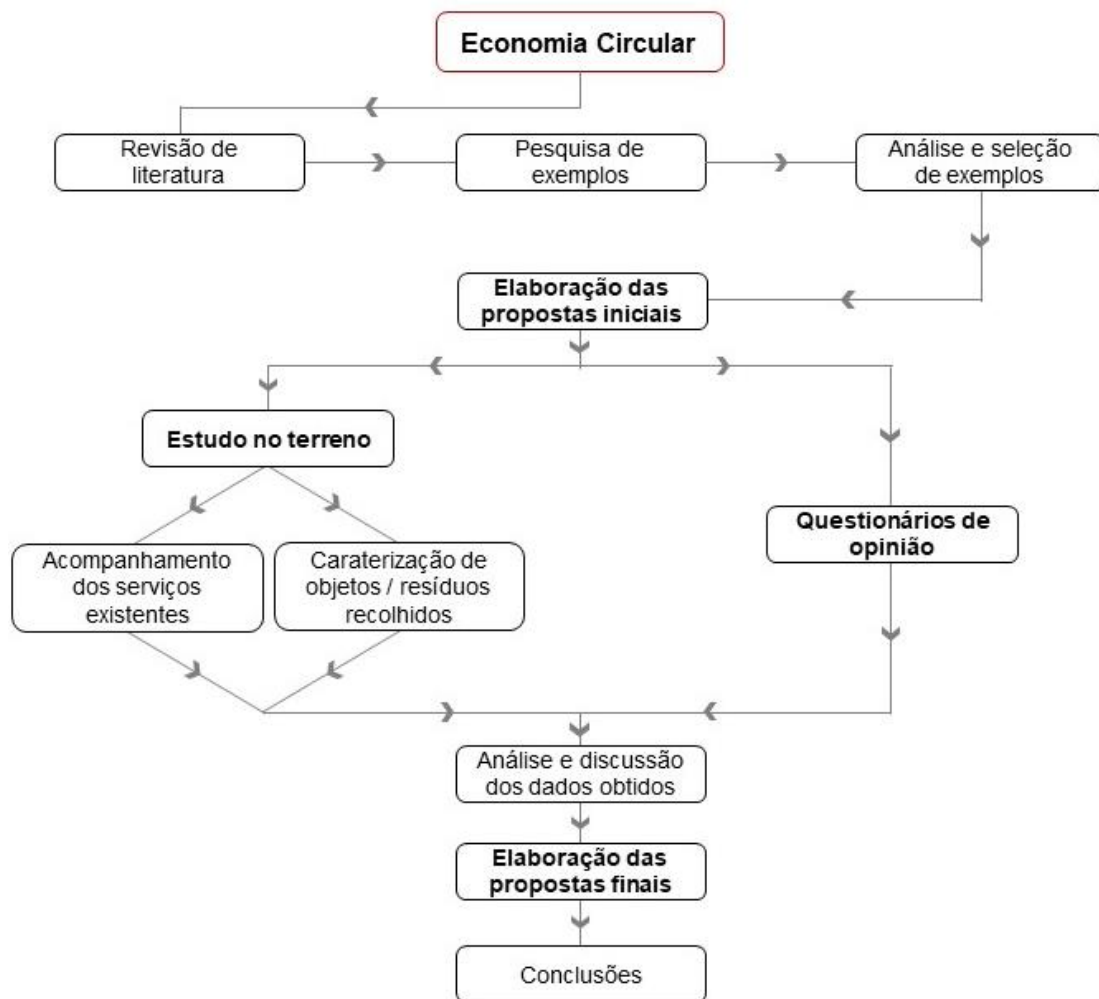 Economia Circular
Revisão de
literatura
Pesquisa de
exemplos
Análise e seleção
de exemplos
Elaboração das
propostas iniciais
Estudo no terreno
Questionários de
opinião
Acompanhamento
dos serviços
existentes
Caraterização de
objetos / resíduos
recolhidos
Análise e discussão
dos dados obtidos
Elaboração das
propostas finais
Conclusões